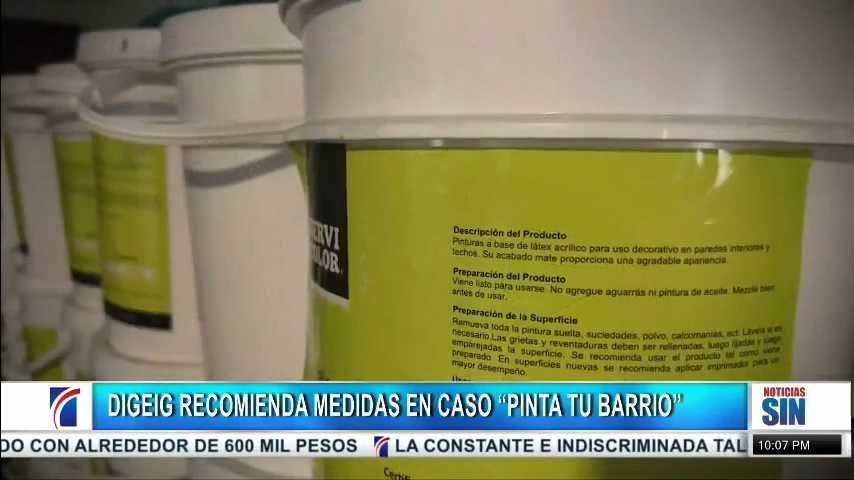 Descripción del Producto
Pinturas a base de látex acrílico para uso decorativo en paredes interiores y
techos. Su acabado mate proporciona una agradable apariencia.
Preparación del Producto
Viene listo para usarse. No agregue aguarrás ni pintura de aceite. Mezcle bien
antes de usar.
Preparación de la Superficie
Remueva toda la pintura suelta, suciedades, polvo, calcomanías, ect. Lávela si es
necesario.Las grietas y reventaduras deben ser rellenadas, luego lijadas y luego
emparejadas la superficie. Se recomienda usar el producto tal como viene
preparado. En superficies nuevas se recomienda aplicar imprimador para un
mayor desempeño.
DIGEIG RECOMIENDA MEDIDAS EN CASO “PINTA TU BARRIO”
NOTICIAS
SIN
DO CON ALREDEDOR DE 600 MIL PESOS LA CONSTANTE E INDISCRIMINADA TAL
10:07 PM